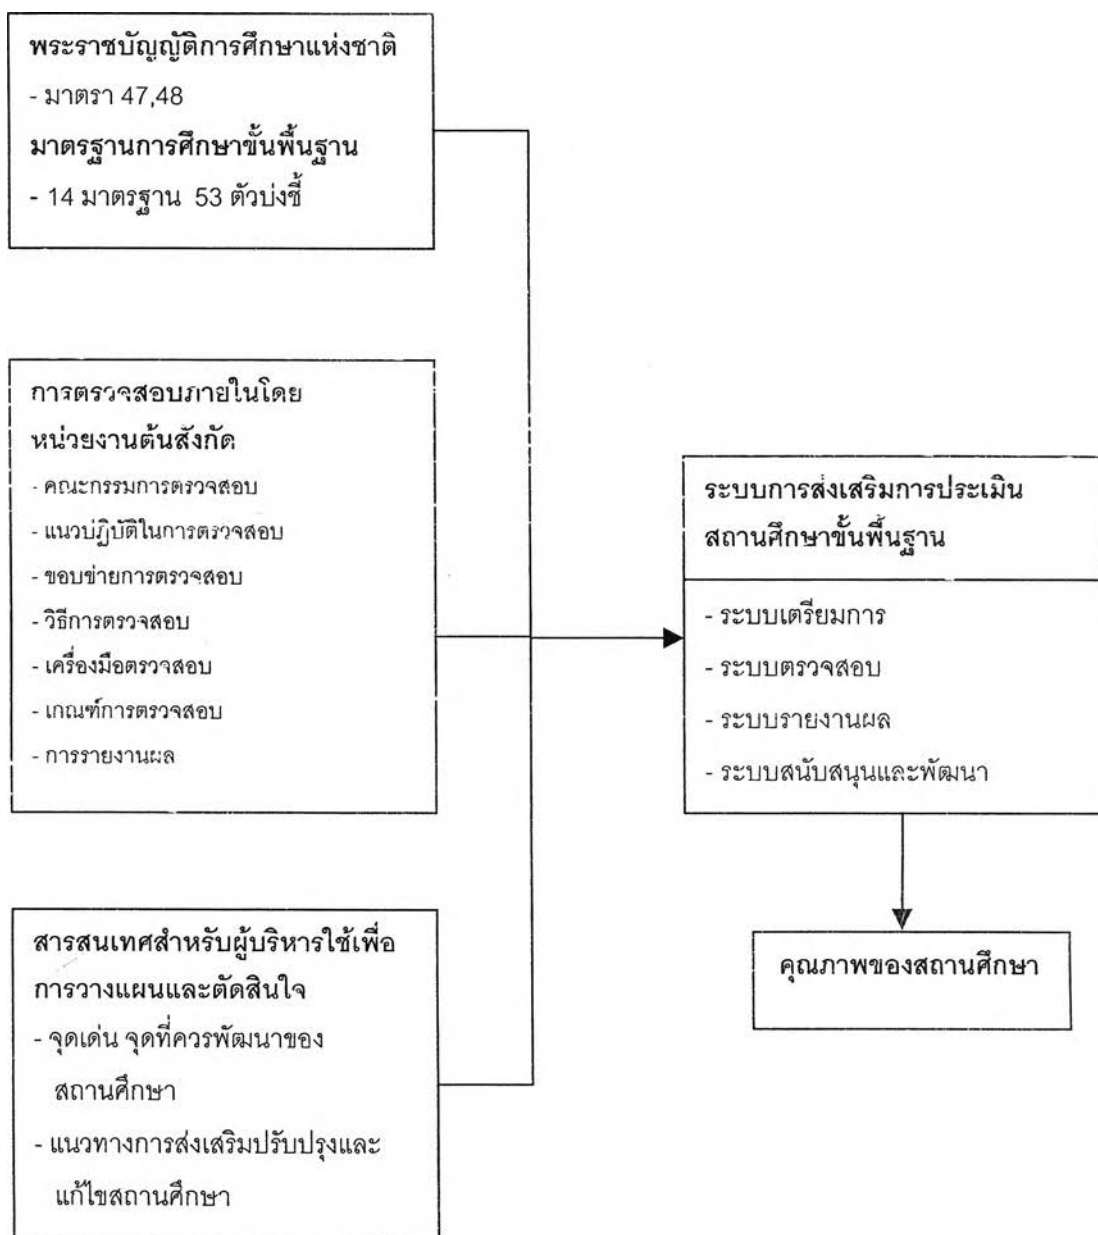 พระราชบัญญัติการศึกษาแห่งชาติ
- มาตรา 47,48
มาตรฐานการศึกษาขั้นพื้นฐาน
- 14 มาตรฐาน 53 ตัวบ่งชี้
การตรวจสอบภายในโดย
หน่วยงานต้นสังกัด
- คณะกรรมการตรวจสอบ
- แนวปฏิบัติในการตรวจสอบ
- ขอบข่ายการตรวจสอบ
- วิธีการตรวจสอบ
- เครื่องมือตรวจสอบ
- เกณฑ์การตรวจสอบ
- การรายงานผล
สารสนเทศสำหรับผู้บริหารใช้เพื่อ
การวางแผนและตัดสินใจ
- จุดเด่น จุดที่ควรพัฒนาของ
สถานศึกษา
- แนวทางการส่งเสริมปรับปรุงและ
แก้ไขสถานศึกษา
ระบบการส่งเสริมการประเมิน
สถานศึกษาขั้นพื้นฐาน
- ระบบเตรียมการ
- ระบบตรวจสอบ
- ระบบรายงานผล
- ระบบสนับสนุนและพัฒนา
คุณภาพของสถานศึกษา